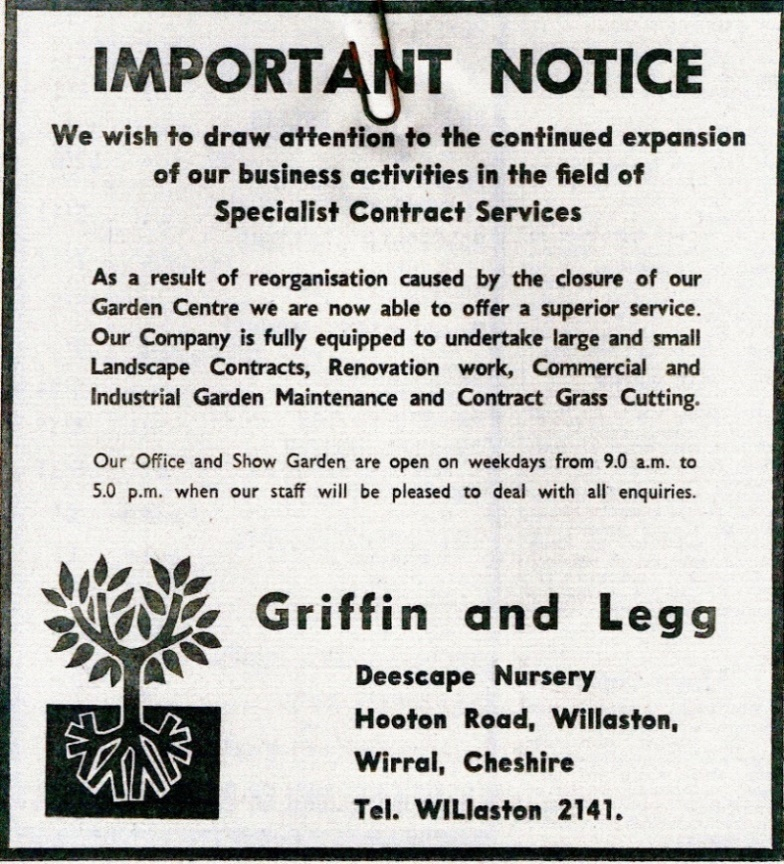 IMPORTANT NOTICE
We wish to draw attention to the continued expansion
of our business activities in the field of
Specialist Contract Services
As a result of reorganisation caused by the closure of our
Garden Centre we are now able to offer a superior service.
Our Company is fully equipped to undertake large and small
Landscape Contracts, Renovation work, Commercial and
Industrial Garden Maintenance and Contract Grass Cutting.
Our Office and Show Garden are open on weekdays from 9.0 a.m. to
5.0 p.m. when our staff will be pleased to deal with all enquiries.
Griffin and Legg
Deescape Nursery
Hooton Road, Willaston,
Wirral, Cheshire
Tel. WILlaston 2141.